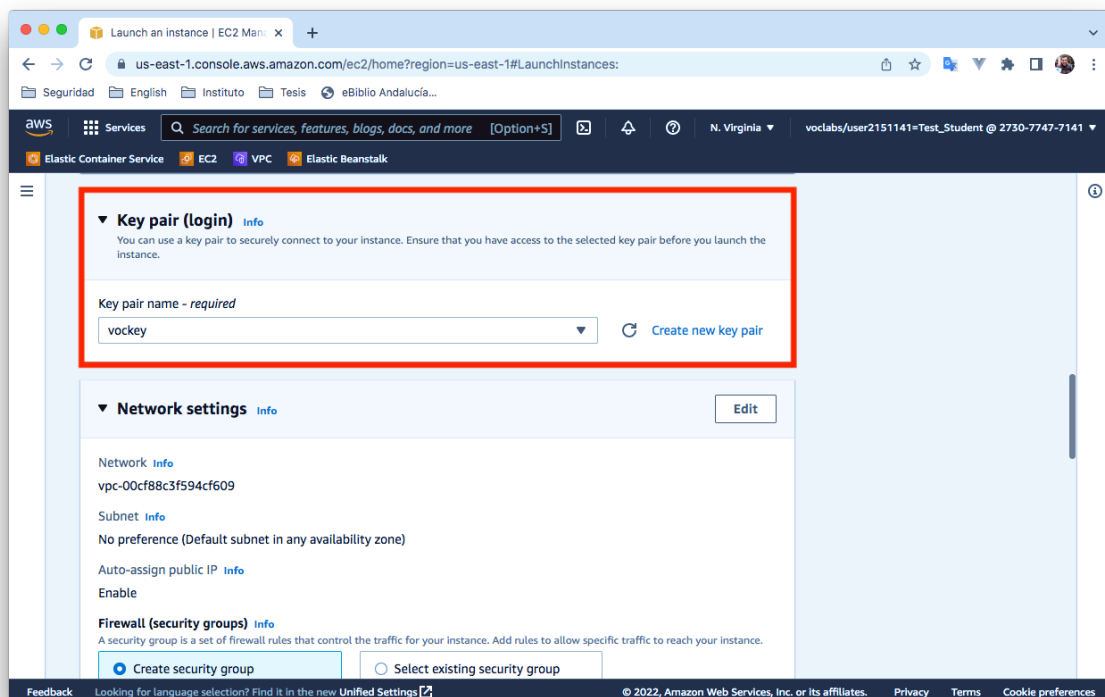 Launch an instance | EC2 Man
us-east-1.console.aws.amazon.com/ec2/home?region=us-east-1#LaunchInstances:
Seguridad English Instituto Tesis eBiblio Andalucía...
aws Services Search for services, features, blogs, docs, and more [Option+S] N. Virginia voclabs/user2151141=Test_Student @ 2730-7747-7141
Elastic Container Service EC2 VPC Elastic Beanstalk
Key pair (login) Info
You can use a key pair to securely connect to your instance. Ensure that you have access to the selected key pair before you launch the
instance.
Key pair name - required
vockey Create new key pair
Network settings Info Edit
Network Info
vpc-00cf88c3f594cf609
Subnet Info
No preference (Default subnet in any availability zone)
Auto-assign public IP Info
Enable
Firewall (security groups) Info
A security group is a set of firewall rules that control the traffic for your instance. Add rules to allow specific traffic to reach your instance.
Create security group Select existing security group
Feedback Looking for language selection? Find it in the new Unified Settings © 2022, Amazon Web Services, Inc. or its affiliates. Privacy Terms Cookie preferences